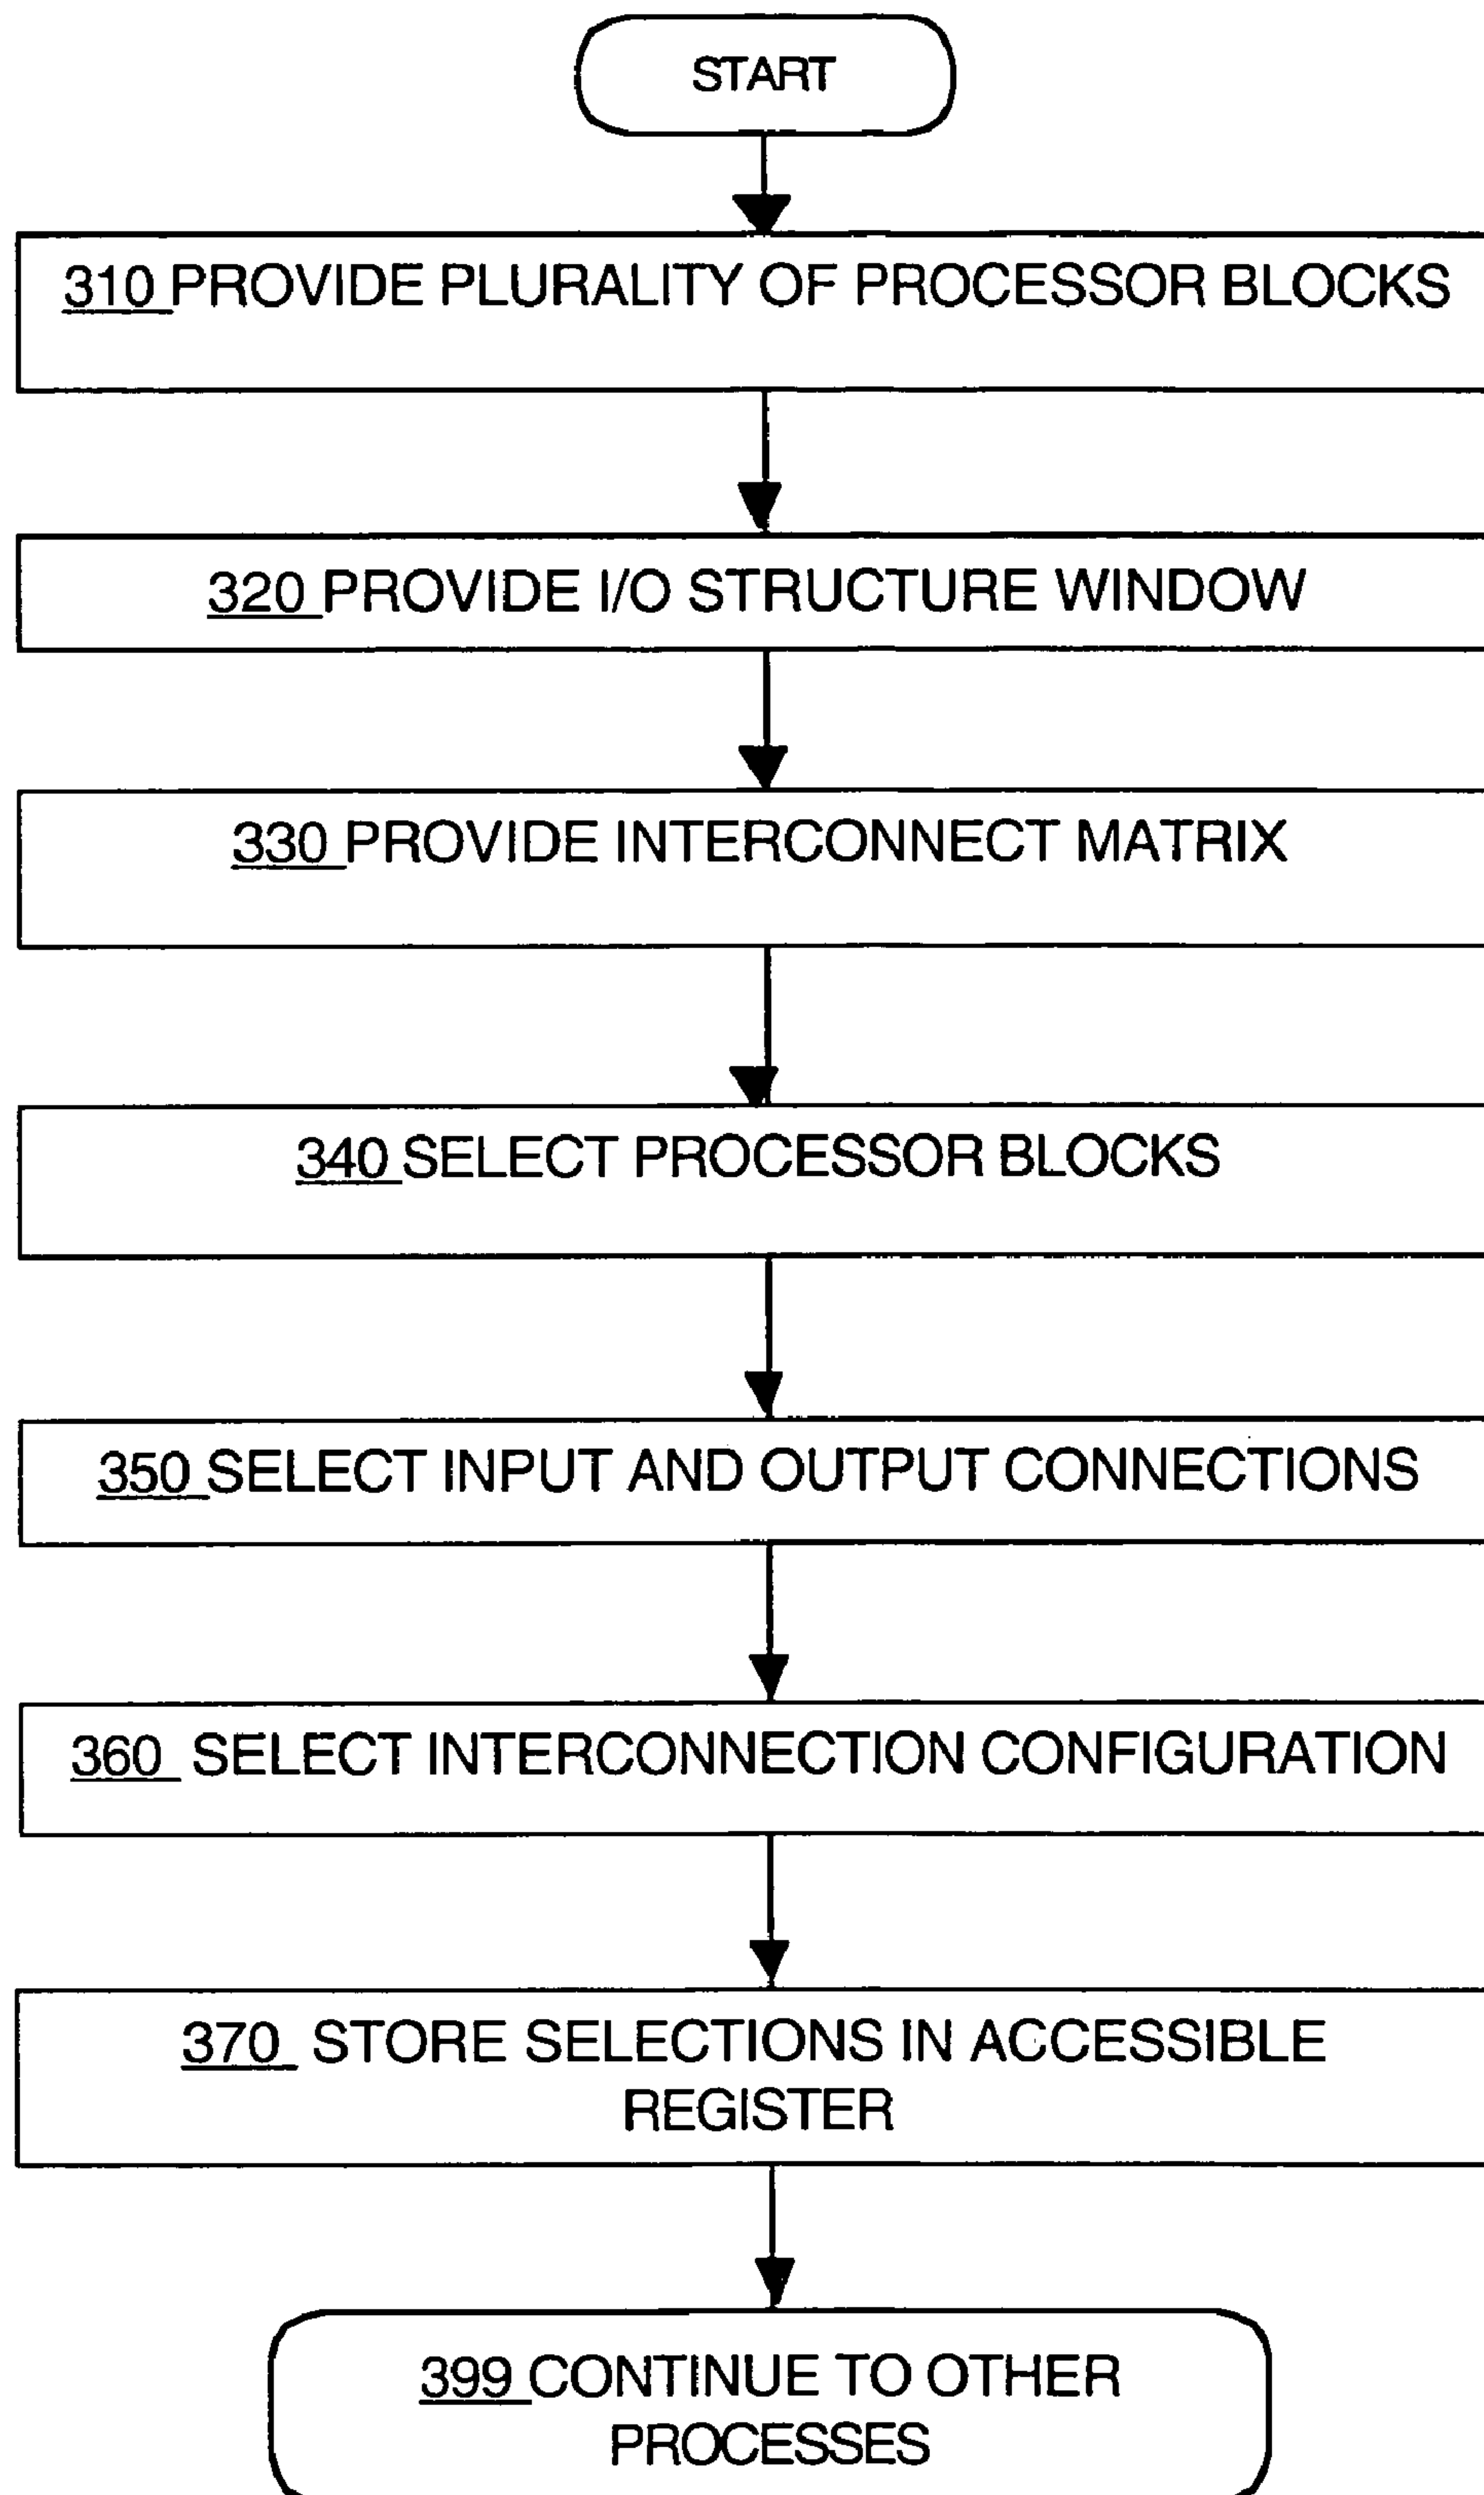 START
310 PROVIDE PLURALITY OF PROCESSOR BLOCKS
320 PROVIDE I/O STRUCTURE WINDOW
330 PROVIDE INTERCONNECT MATRIX
340 SELECT PROCESSOR BLOCKS
350 SELECT INPUT AND OUTPUT CONNECTIONS
360 SELECT INTERCONNECTION CONFIGURATION
370 STORE SELECTIONS IN ACCESSIBLE
REGISTER
399 CONTINUE TO OTHER
PROCESSES